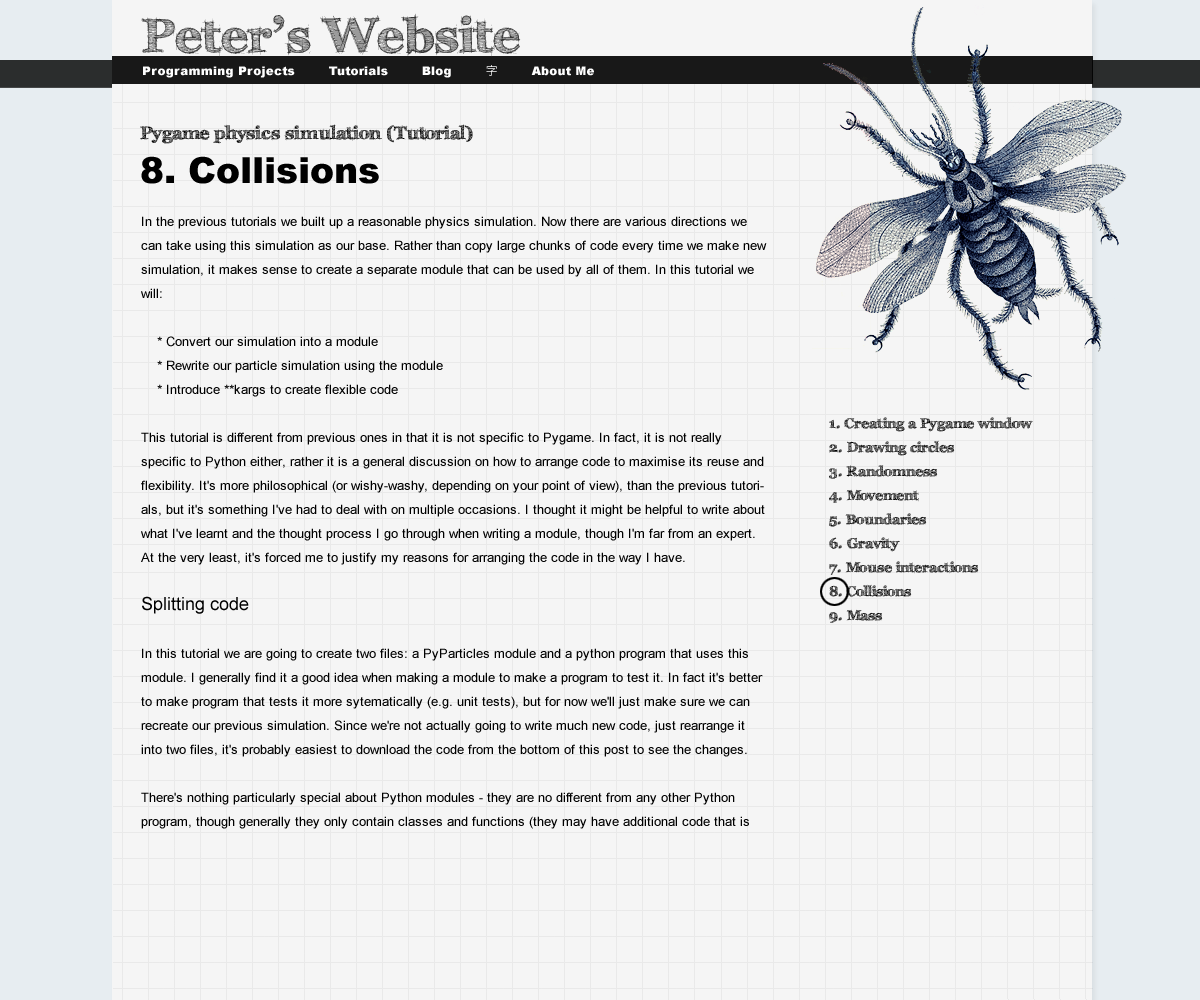 Peter's Website
Programming Projects Tutorials Blog 字 About Me
Pygame physics simulation (Tutorial)
8. Collisions
In the previous tutorials we built up a reasonable physics simulation. Now there are various directions we
can take using this simulation as our base. Rather than copy large chunks of code every time we make new
simulation, it makes sense to create a separate module that can be used by all of them. In this tutorial we
will:
* Convert our simulation into a module
* Rewrite our particle simulation using the module
* Introduce **kargs to create flexible code
This tutorial is different from previous ones in that it is not specific to Pygame. In fact, it is not really
specific to Python either, rather it is a general discussion on how to arrange code to maximise its reuse and
flexibility. It's more philosophical (or wishy-washy, depending on your point of view), than the previous tutori-
als, but it's something I've had to deal with on multiple occasions. I thought it might be helpful to write about
what I've learnt and the thought process I go through when writing a module, though I'm far from an expert.
At the very least, it's forced me to justify my reasons for arranging the code in the way I have.
Splitting code
In this tutorial we are going to create two files: a PyParticles module and a python program that uses this
module. I generally find it a good idea when making a module to make a program to test it. In fact it's better
to make program that tests it more sytematically (e.g. unit tests), but for now we'll just make sure we can
recreate our previous simulation. Since we're not actually going to write much new code, just rearrange it
into two files, it's probably easiest to download the code from the bottom of this post to see the changes.
There's nothing particularly special about Python modules - they are no different from any other Python
program, though generally they only contain classes and functions (they may have additional code that is
1. Creating a Pygame window
2. Drawing circles
3. Randomness
4. Movement
5. Boundaries
6. Gravity
7. Mouse interactions
8. Collisions
9. Mass